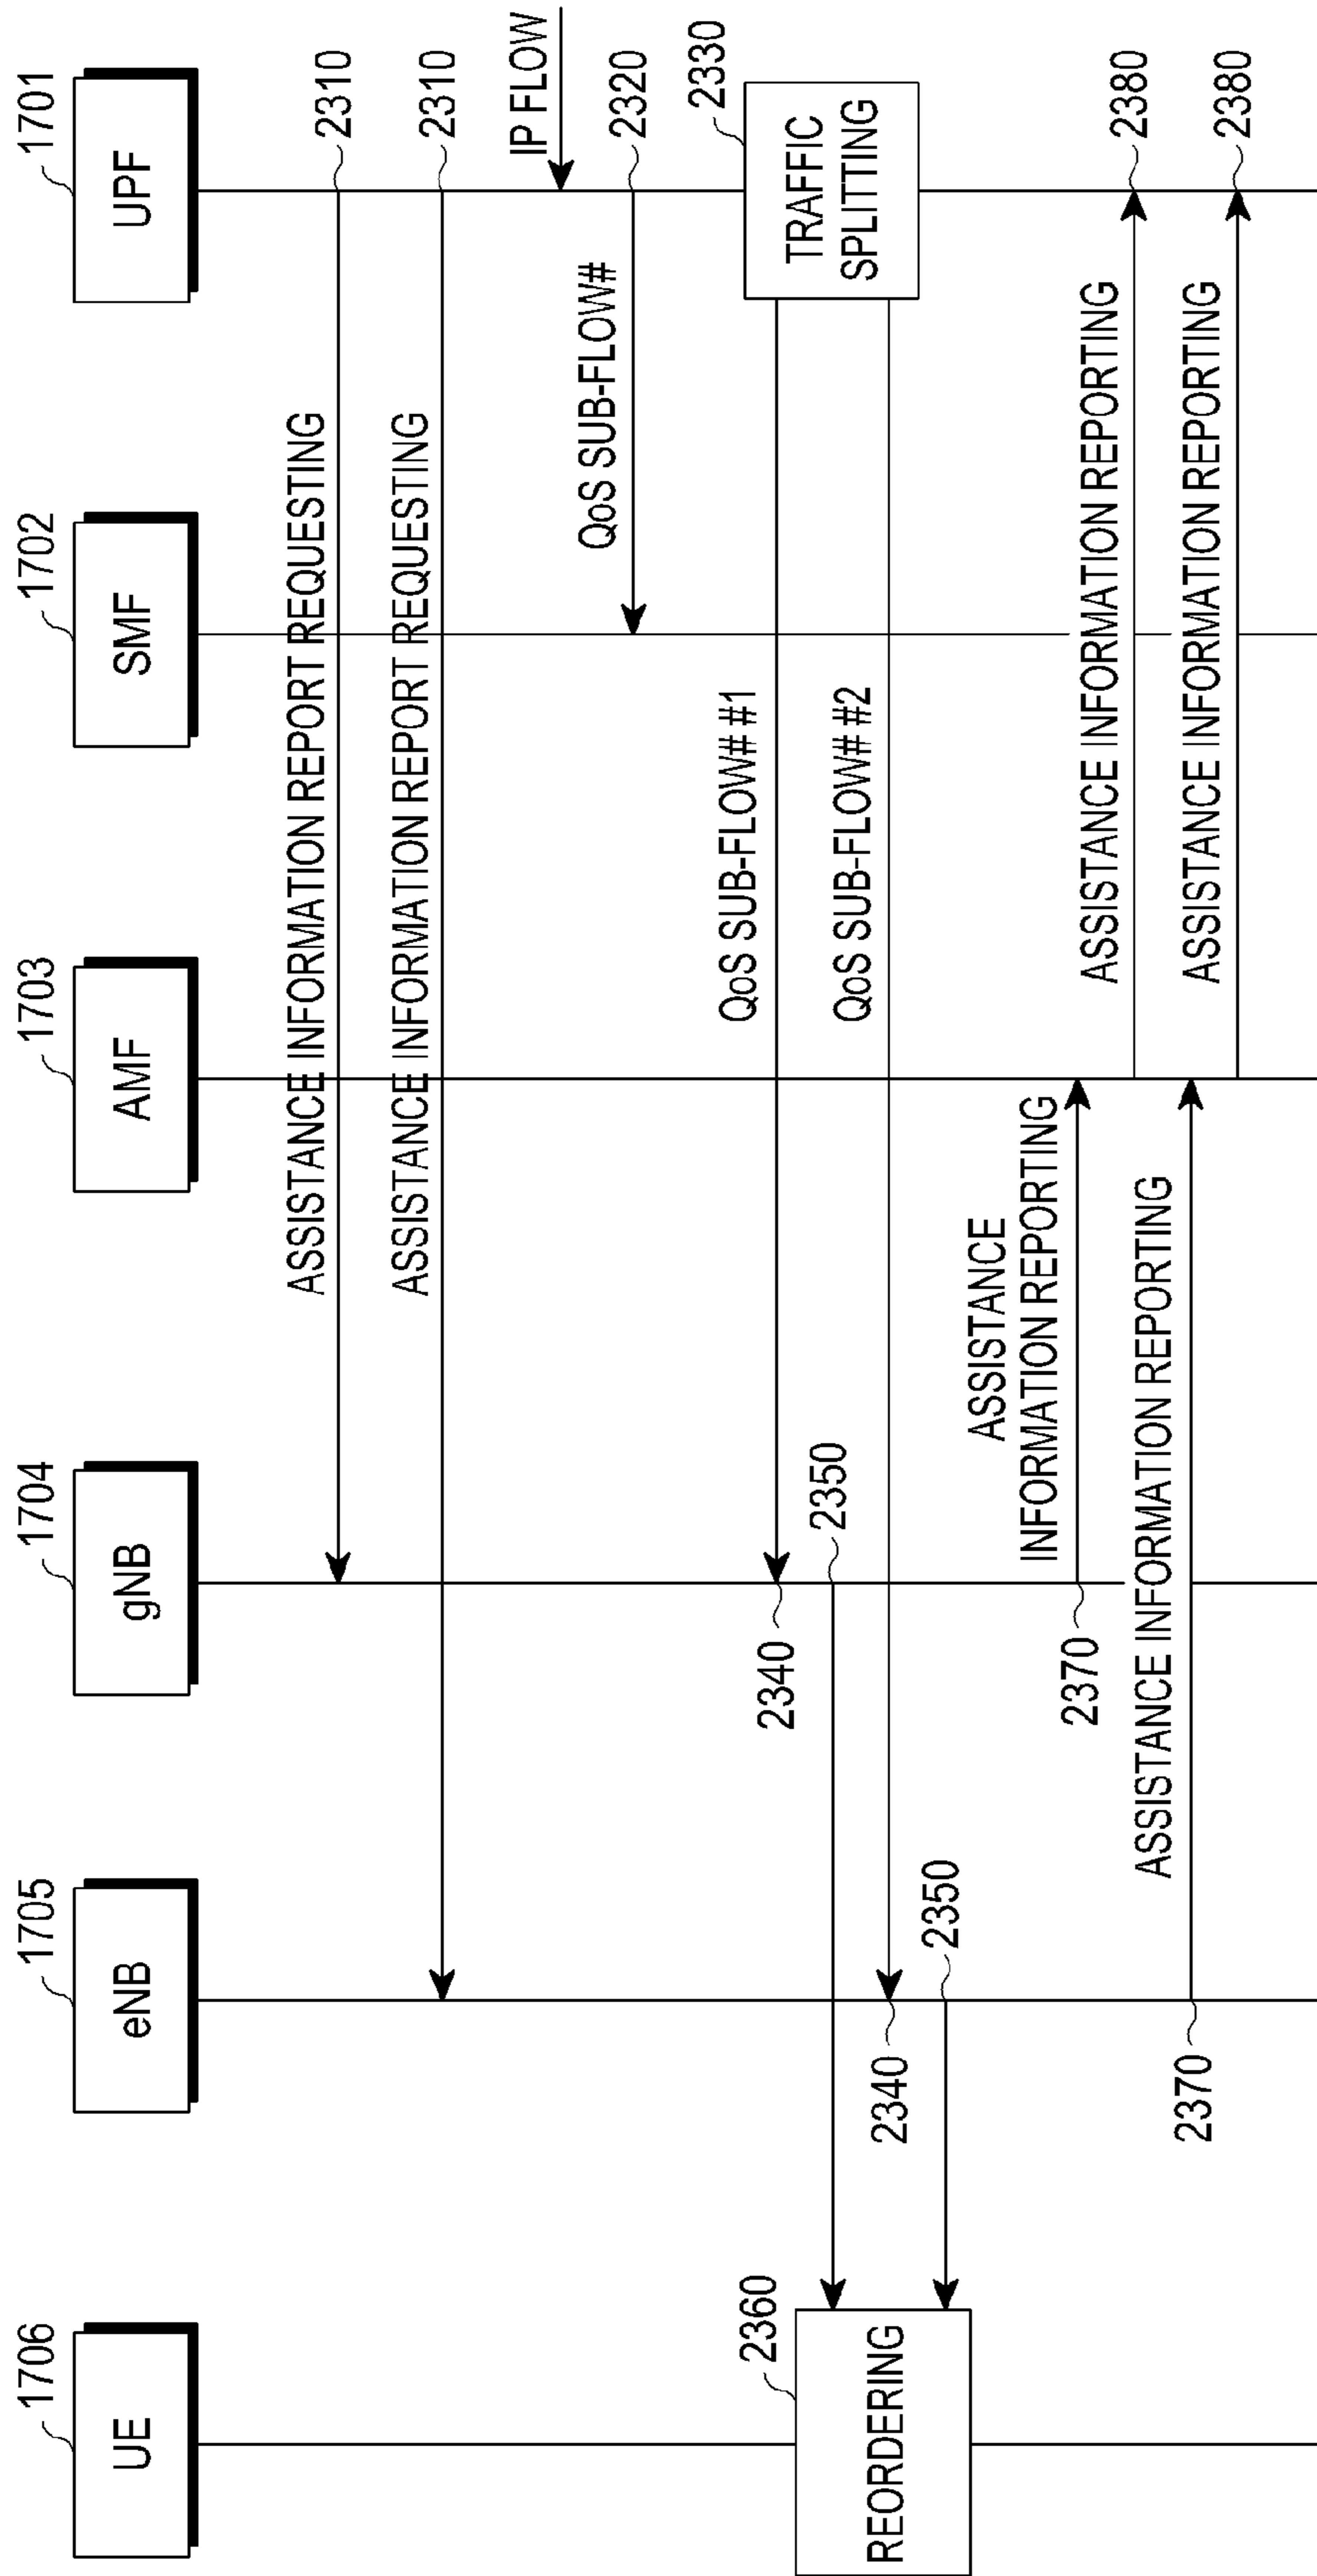 1706
UE
1705
eNB
1704
gNB
1703
AMF
1702
SMF
1701
UPF
ASSISTANCE INFORMATION REPORT REQUESTING
2310
ASSISTANCE INFORMATION REPORT REQUESTING
2310
IP FLOW
QoS SUB-FLOW#
2320
2330
TRAFFIC
SPLITTING
QoS SUB-FLOW# #1
2340
2350
QoS SUB-FLOW# #2
2340
2350
2360
REORDERING
ASSISTANCE
INFORMATION REPORTING
2370
ASSISTANCE INFORMATION REPORTING
2380
ASSISTANCE INFORMATION REPORTING
2370
ASSISTANCE INFORMATION REPORTING
2380